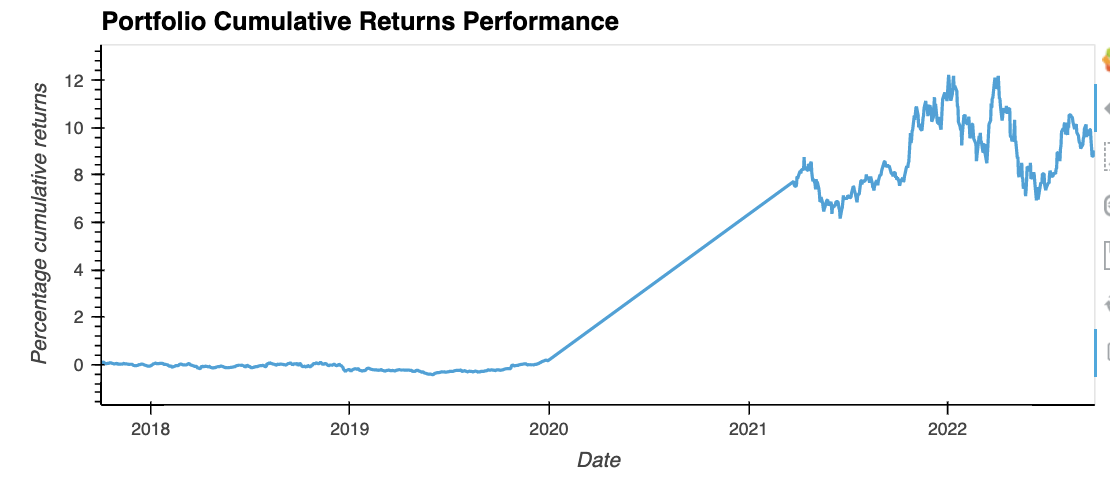 Portfolio Cumulative Returns Performance
Percentage cumulative returns
12
10
8
6
4
2
0
2018 2019 2020 2021 2022
Date